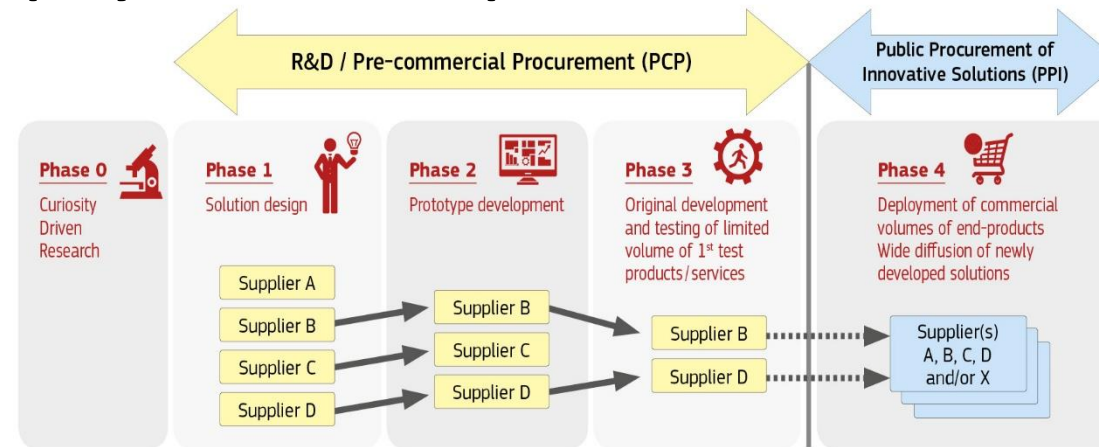 R&D / Pre-commercial Procurement (PCP)
Public Procurement of
Innovative Solutions (PPI)
Phase 0
Curiosity
Driven
Research
Phase 1
Solution design
Supplier A
Supplier B
Supplier C
Supplier D
Phase 2
Prototype development
Supplier B
Supplier C
Supplier D
Phase 3
Original development
and testing of limited
volume of 1st test
products/services
Supplier B
Supplier D
Phase 4
Deployment of commercial
volumes of end-products
Wide diffusion of newly
developed solutions
Supplier(s)
A, B, C, D
and/or X